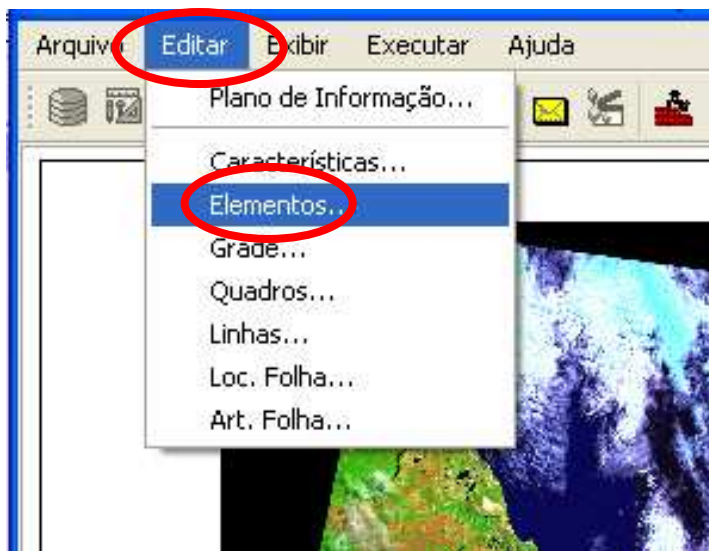 Arquivo Editar Exibir Executar Ajuda
Plano de Informação...
Características...
Elementos...
Grade...
Quadros...
Linhas...
Loc. Folha...
Art. Folha...